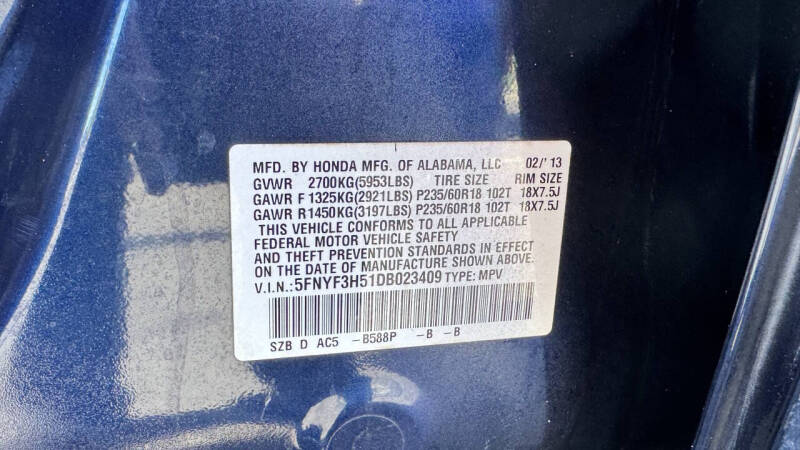 MFD. BY HONDA MFG. OF ALABAMA, LLC 02/'13
GVWR 2700KG(5953LBS) TIRE SIZE RIM SIZE
GAWR F 1325KG(2921LBS) P235/60R18 102T 18X7.5J
GAWR R1450KG(3197LBS) P235/60R18 102T 18X7.5J
THIS VEHICLE CONFORMS TO ALL APPLICABLE
FEDERAL MOTOR VEHICLE SAFETY
AND THEFT PREVENTION STANDARDS IN EFFECT
ON THE DATE OF MANUFACTURE SHOWN ABOVE.
V.I.N.:5FNYF3H51DB023409 TYPE: MPV
SZB D AC5 -B588P -B -B